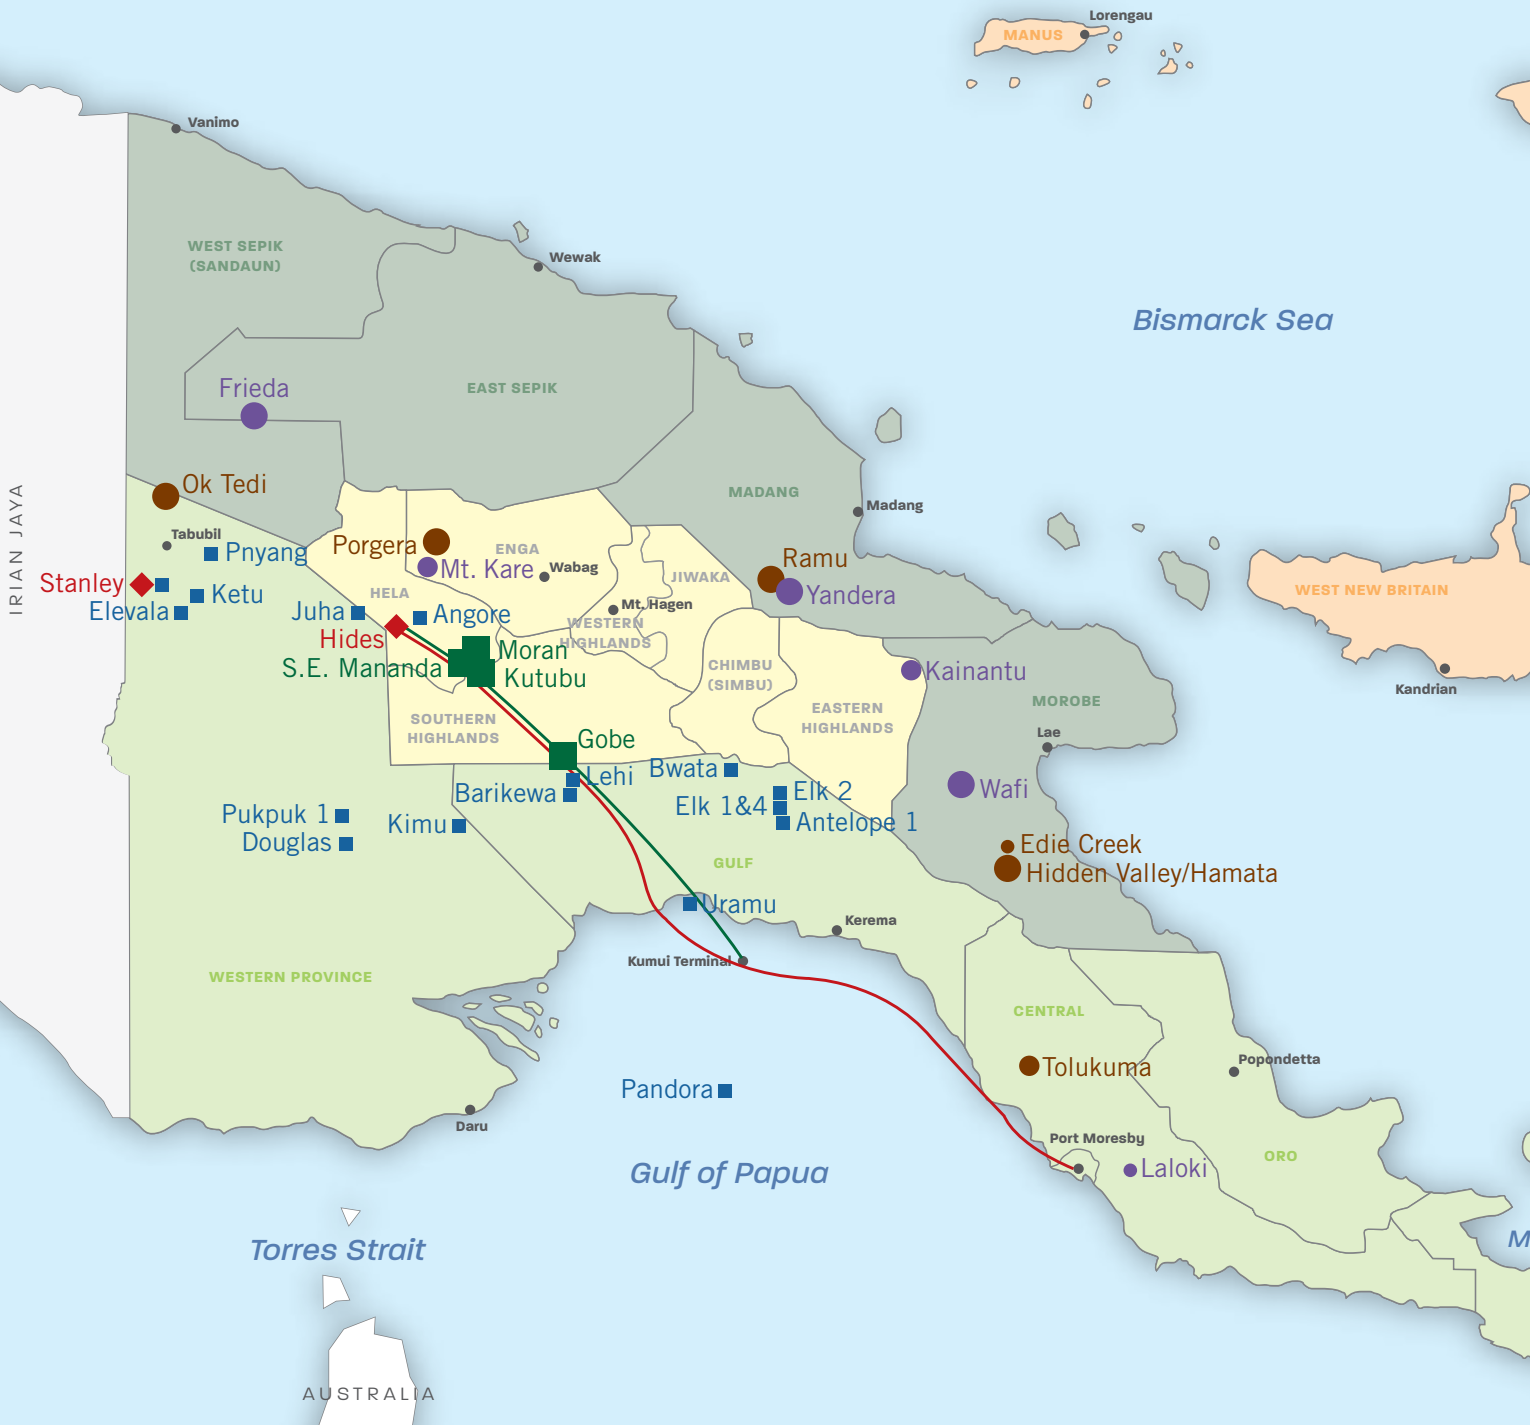 Lorengau
MANUS
Vanimo
WEST SEPIK
(SANDAUN)
Wewak
Bismarck Sea
Frieda
EAST SEPIK
Ok Tedi
MADANG
Madang
IRIAN JAYA
Tabubil
Pnyang
Porgera
ENGA
Mt. Kare
Wabag
JIWAKA
Ramu
Yandera
WEST NEW BRITAIN
Stanley
Ketu
Elevala
HELA
Juha
Angore
Mt. Hagen
WESTERN
HIGHLANDS
Hides
Moran
S.E. Mananda
Kutubu
CHIMBU
(SIMBU)
Kainantu
Kandrian
MOROBE
SOUTHERN
HIGHLANDS
EASTERN
HIGHLANDS
Lae
Gobe
Lehi
Bwata
Barikewa
Elk 2
Elk 1&4
Antelope 1
Wafi
Pukpuk 1
Kimu
Douglas
Edie Creek
Hidden Valley/Hamata
GULF
Uramu
Kerema
Kumui Terminal
WESTERN PROVINCE
CENTRAL
Tolukuma
Popondetta
Pandora
Daru
Port Moresby
Laloki
ORO
Gulf of Papua
Torres Strait
M
AUSTRALIA